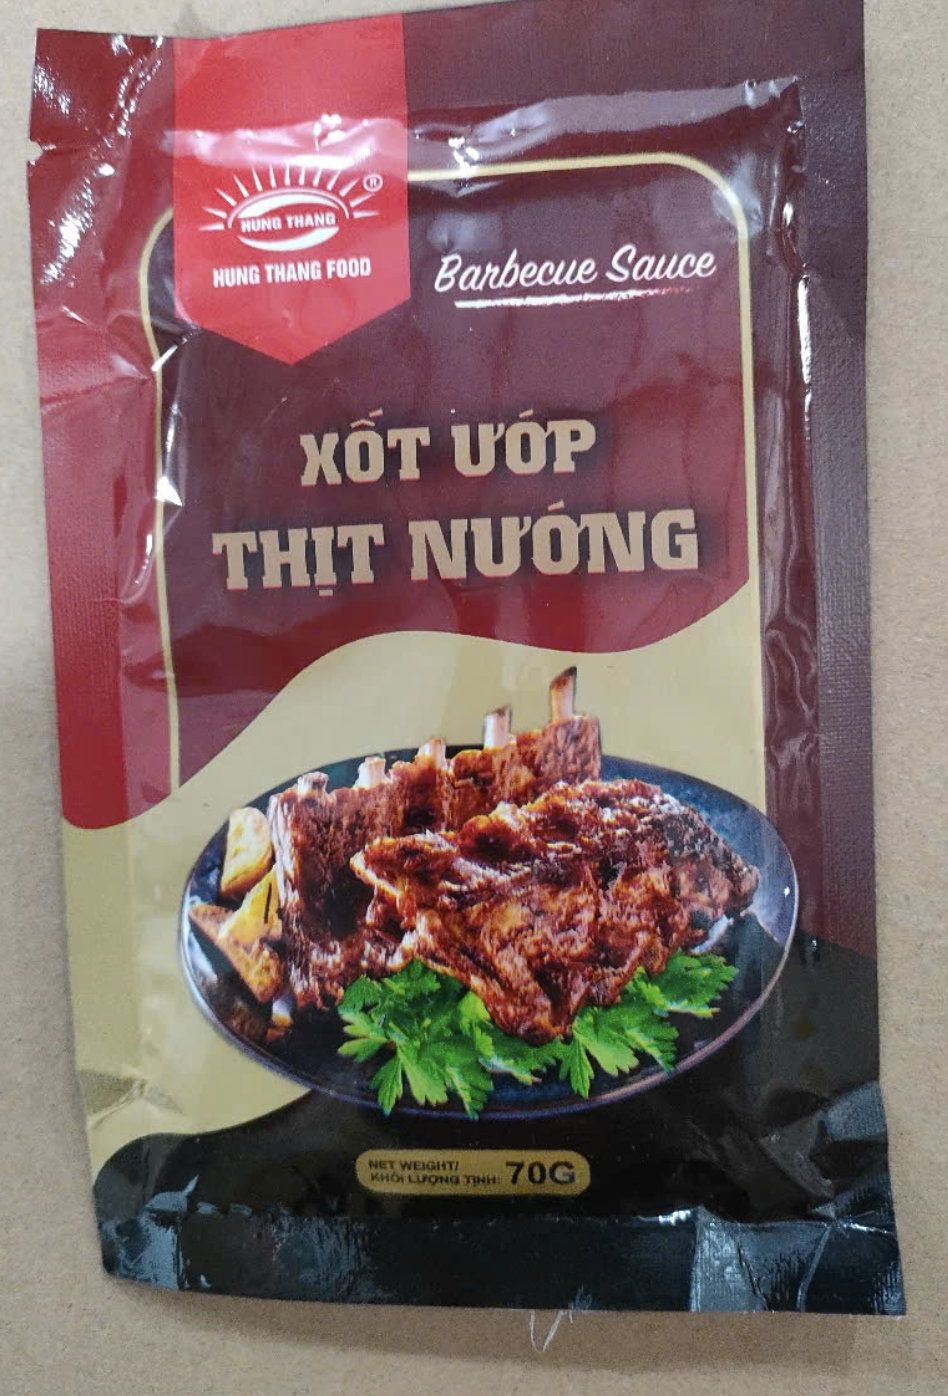 HUNG THANG
®
HUNG THANG FOOD
Barbecue Sauce
XỐT ƯỚP
THỊT NƯỚNG
NET WEIGHT/
KHỐI LƯỢNG TỊNH: 70G